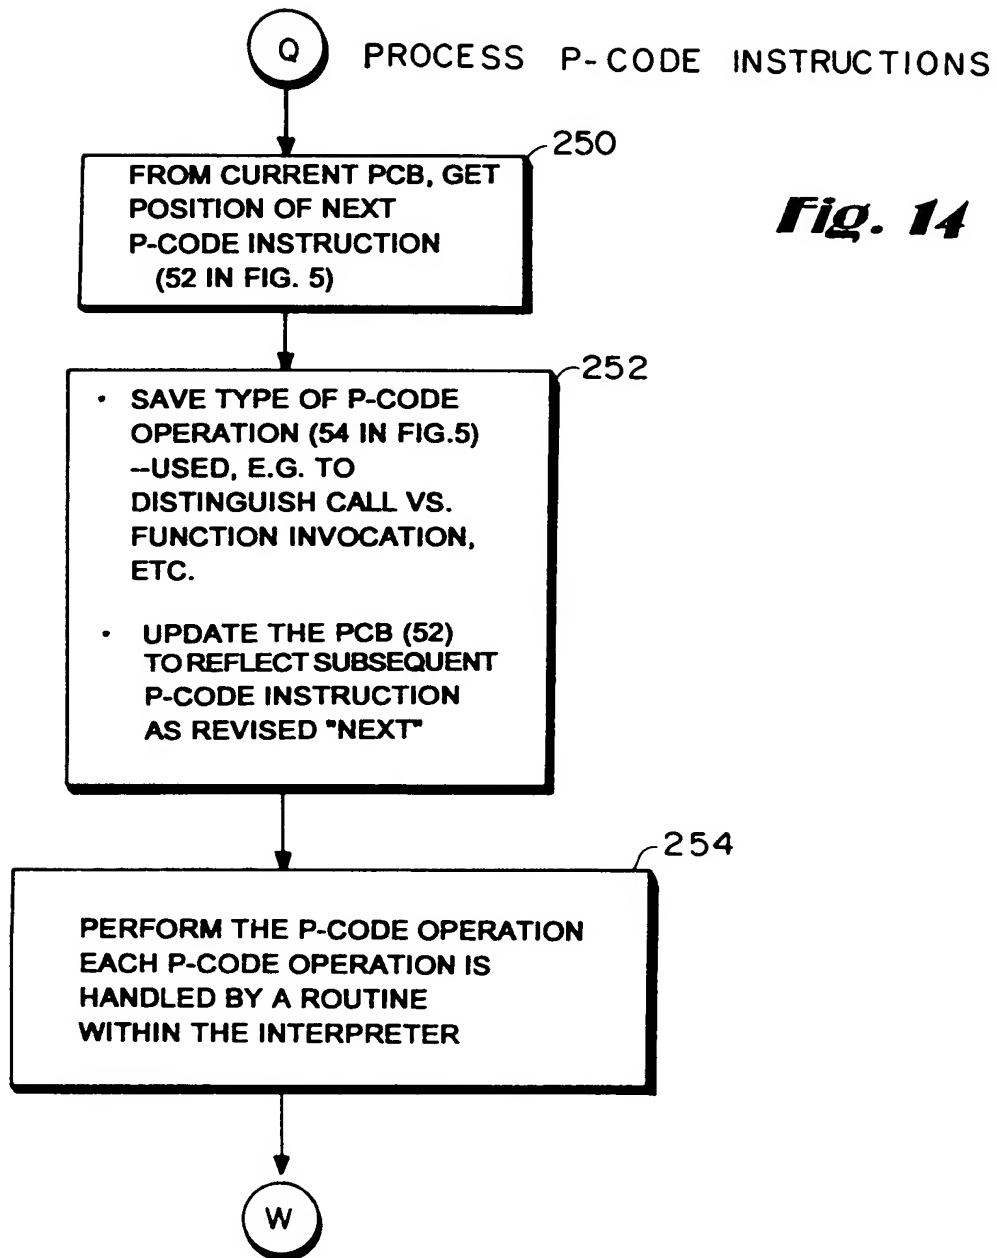 Q PROCESS P-CODE INSTRUCTIONS
250
FROM CURRENT PCB, GET
POSITION OF NEXT
P-CODE INSTRUCTION
(52 IN FIG. 5)
Fig. 14
252
· SAVE TYPE OF P-CODE
OPERATION (54 IN FIG.5)
--USED, E.G. TO
DISTINGUISH CALL VS.
FUNCTION INVOCATION,
ETC.
· UPDATE THE PCB (52)
TO REFLECT SUBSEQUENT
P-CODE INSTRUCTION
AS REVISED "NEXT"
254
PERFORM THE P-CODE OPERATION
EACH P-CODE OPERATION IS
HANDLED BY A ROUTINE
WITHIN THE INTERPRETER
W